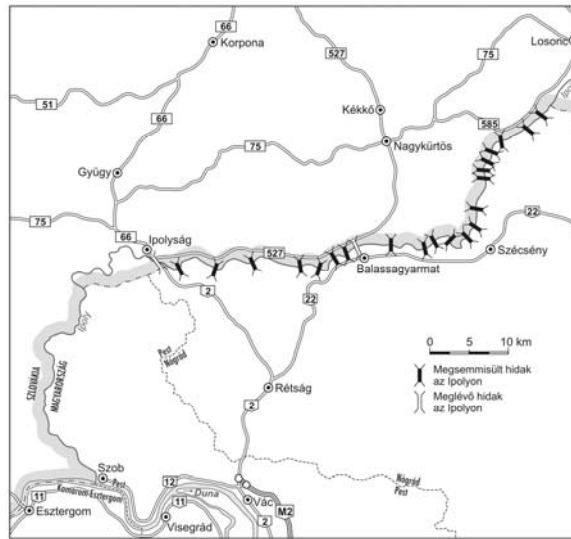 66
Korpona
527
Losonc
75
51
66
Kékkő
585
Ipoly
Nagykürtös
75
Gyügy
22
75
66
Ipolyság
527
Szécsény
Balassagyarmat
2
22
0 5 10 km
Ipoly
Pest
Nógrád
Megsemmisült hidak
az Ipolyon
SZLOVÁKIA
MAGYARORSZÁG
Meglévő hidak
az Ipolyon
Rétság
2
Szob
Pest
Nógrád
Pest
Komárom-Esztergom
12
Duna
11
11
Vác
M2
Esztergom
Visegrád
2